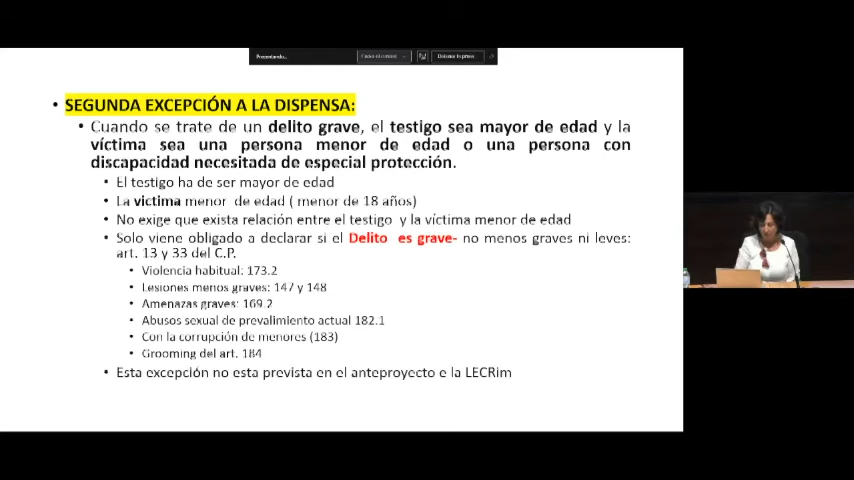 Presentando...
• SEGUNDA EXCEPCIÓN A LA DISPENSA:
• Cuando se trate de un delito grave, el testigo sea mayor de edad y la
víctima sea una persona menor de edad o una persona con
discapacidad necesitada de especial protección.
• El testigo ha de ser mayor de edad
• La victima menor de edad ( menor de 18 años)
• No exige que exista relación entre el testigo y la víctima menor de edad
• Solo viene obligado a declarar si el Delito es grave- no menos graves ni leves:
art. 13 y 33 del C.P.
• Violencia habitual: 173.2
• Lesiones menos graves: 147 y 148
• Amenazas graves: 169.2
• Abusos sexual de prevalimiento actual 182.1
• Con la corrupción de menores (183)
• Grooming del art. 184
• Esta excepción no esta prevista en el anteproyecto e la LECRim